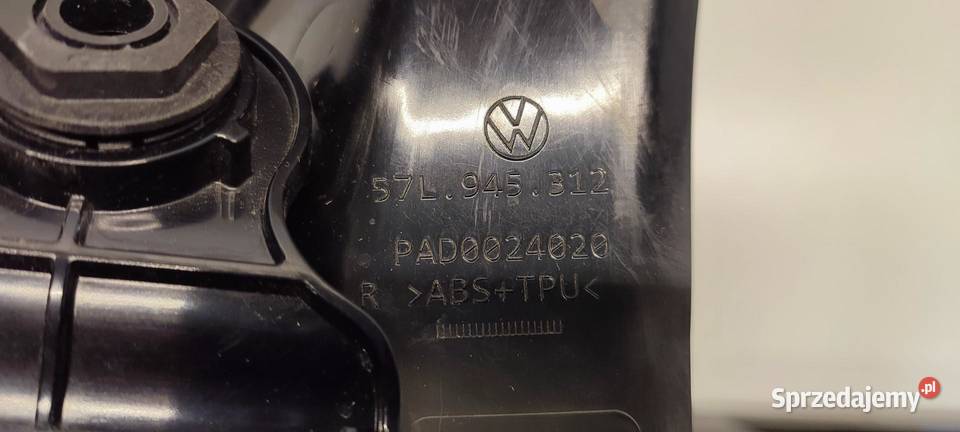 57L.945.312
PAD0024020
R >ABS+TPU<
Sprzedajemy.pl